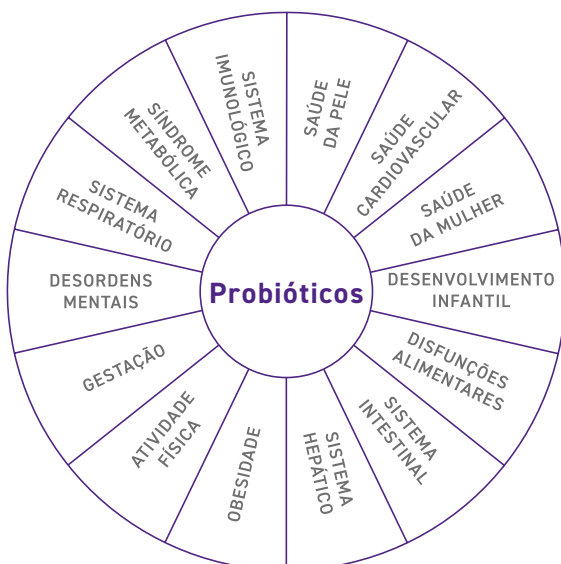 Probióticos
SAÚDE
DA PELE
SAÚDE
CARDIOVASCULAR
SAÚDE
DA MULHER
DESENVOLVIMENTO
INFANTIL
DISFUNÇÕES
ALIMENTARES
SISTEMA
INTESTINAL
SISTEMA
HEPÁTICO
OBESIDADE
ATIVIDADE
FÍSICA
GESTAÇÃO
DESORDENS
MENTAIS
SISTEMA
RESPIRATÓRIO
SÍNDROME
METABÓLICA
SISTEMA
IMUNOLÓGICO